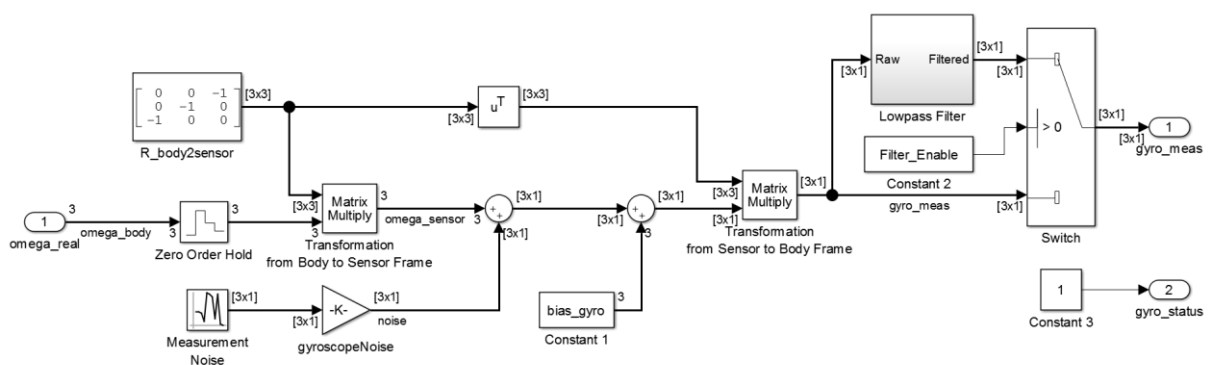 [3x1]
[3x1]
Raw
Filtered
[3x1]
[3x1]
Lowpass Filter
0 0 -1
0 -1 0
-1 0 0
[3x3]
R_body2sensor
[3x3]
uT
[3x3]
> 0
[3x1]
[3x1]
1
gyro_meas
Filter_Enable
Constant 2
[3x3]
Matrix
Multiply
3
omega_sensor
3
[3x1]
[3x1]
[3x1]
[3x1]
[3x3]
[3x1]
Matrix
Multiply
[3x1]
gyro_meas
[3x1]
Switch
1
3
omega_real
omega_body
3
3
Zero Order Hold
3
Transformation
from Body to Sensor Frame
[3x1]
3
Transformation
from Sensor to Body Frame
[3x1]
[3x1]
-K-
[3x1]
noise
Measurement
Noise
gyroscopeNoise
bias_gyro
3
Constant 1
1
Constant 3
2
gyro_status